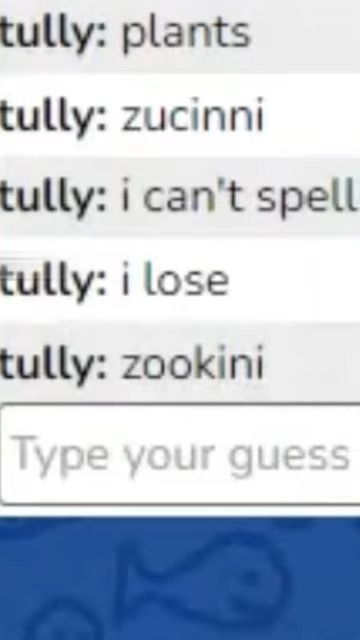 tully: plants
tully: zucinni
tully: i can't spell
tully: i lose
tully: zookini
Type your guess